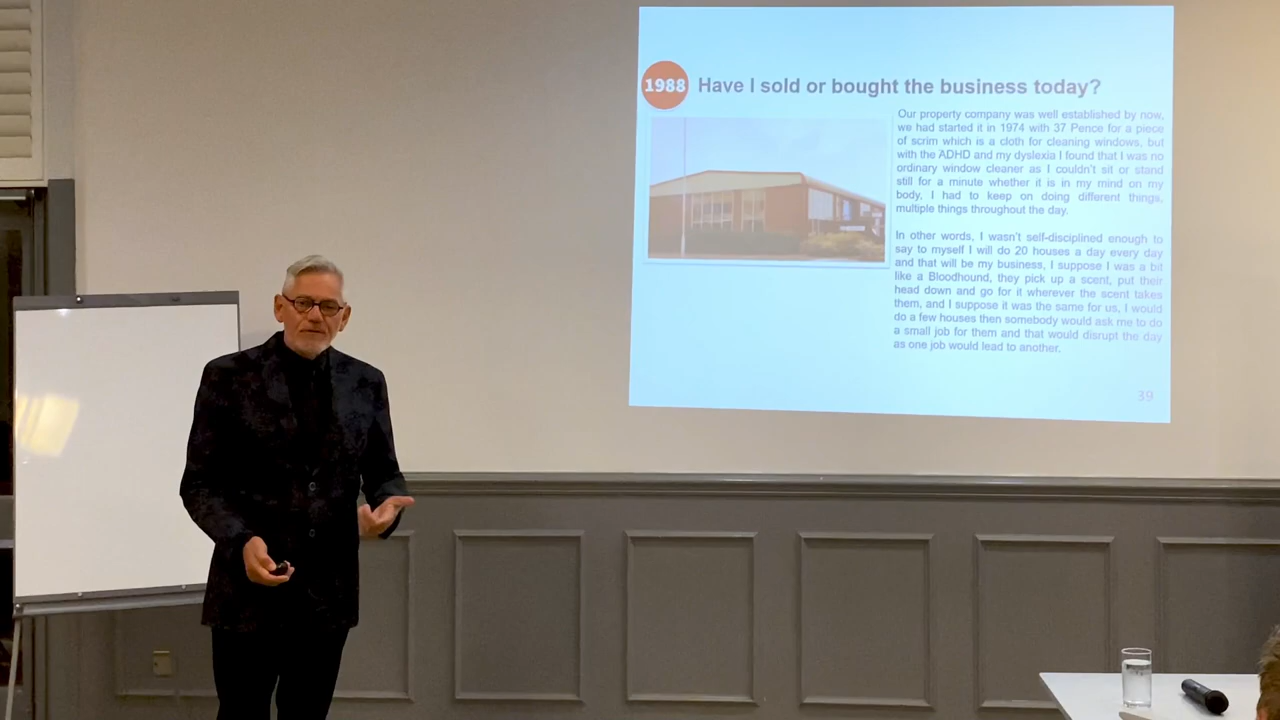 1988
Have I sold or bought the business today?
Our property company was well established by now,
we had started it in 1974 with 37 Pence for a piece
of scrim which is a cloth for cleaning windows, but
with the ADHD and my dyslexia I found that I was no
ordinary window cleaner as I couldn't sit or stand
still for a minute whether it is in my mind on my
body, I had to keep on doing different things,
multiple things throughout the day.
In other words, I wasn't self-disciplined enough to
say to myself I will do 20 houses a day every day
and that will be my business, I suppose I was a bit
like a Bloodhound, they pick up a scent, put their
head down and go for it wherever the scent takes
them, and I suppose it was the same for us, I would
do a few houses then somebody would ask me to do
a small job for them and that would disrupt the day
as one job would lead to another.
39